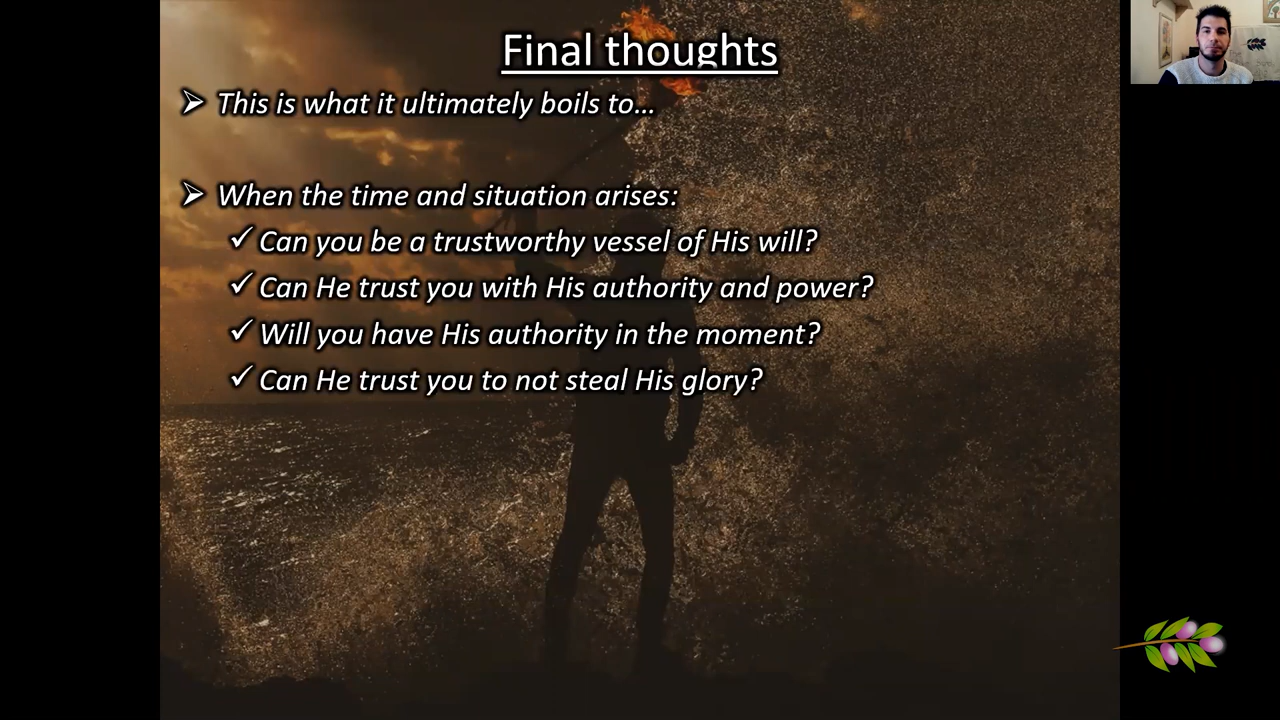 Final thoughts
This is what it ultimately boils to…
When the time and situation arises:
Can you be a trustworthy vessel of His will?
Can He trust you with His authority and power?
Will you have His authority in the moment?
Can He trust you to not steal His glory?